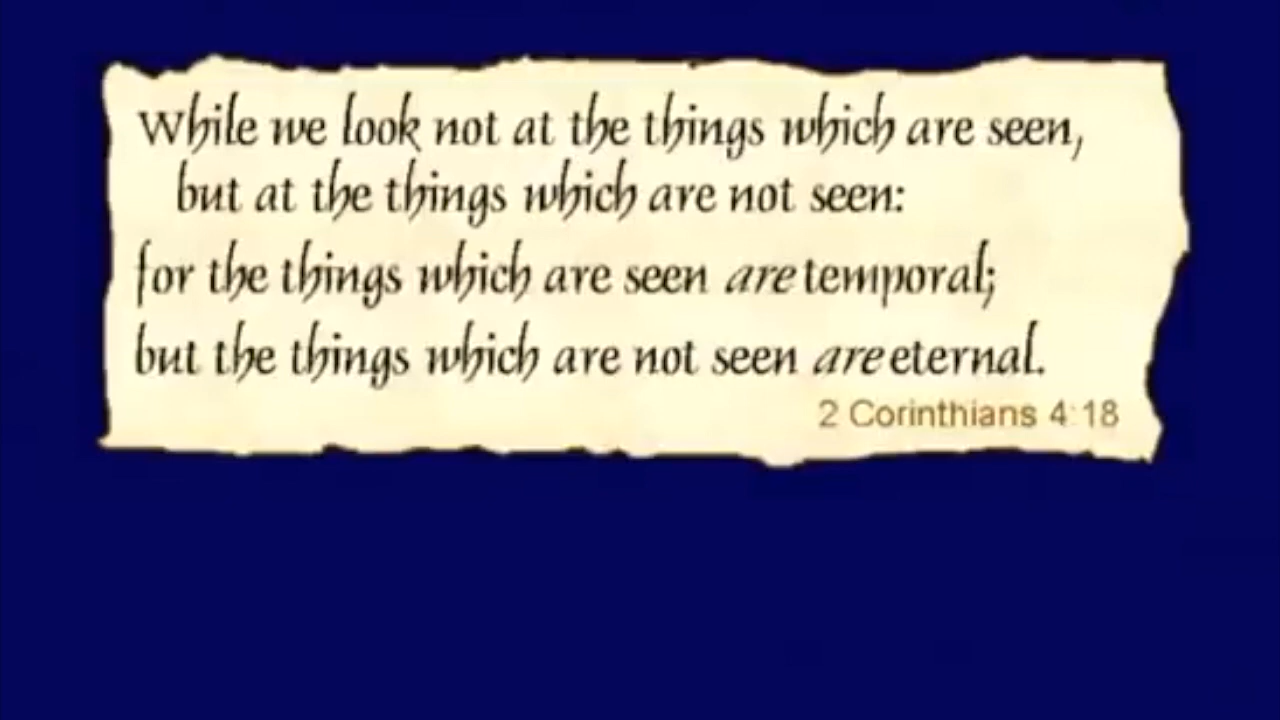 While we look not at the things which are seen,
but at the things which are not seen:
for the things which are seen are temporal;
but the things which are not seen are eternal.
2 Corinthians 4:18